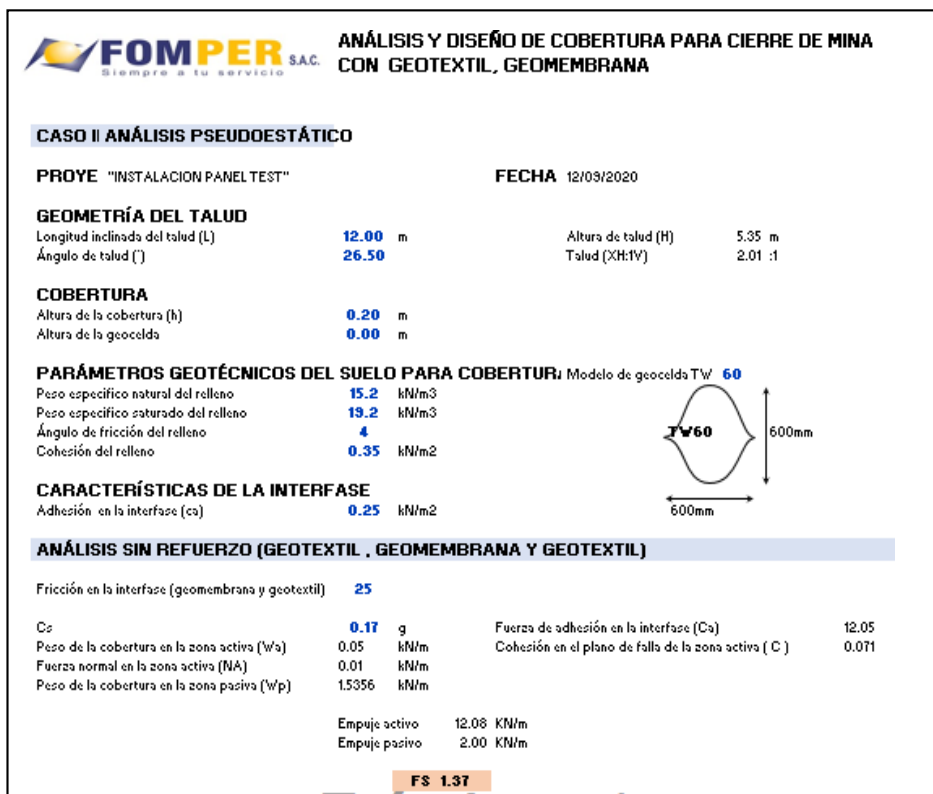 FOMPER S.A.C.
Siempre a tu servicio
ANÁLISIS Y DISEÑO DE COBERTURA PARA CIERRE DE MINA
CON GEOTEXTIL, GEOMEMBRANA
CASO II ANÁLISIS PSEUDOESTÁTICO
PROYE "INSTALACION PANEL TEST" FECHA 12/09/2020
GEOMETRÍA DEL TALUD
Longitud inclinada del talud (L) 12.00 m Altura de talud (H) 5.35 m
Ángulo de talud (°) 26.50 Talud (XH:1V) 2.01 :1
COBERTURA
Altura de la cobertura (h) 0.20 m
Altura de la geocelda 0.00 m
PARÁMETROS GEOTÉCNICOS DEL SUELO PARA COBERTUR Modelo de geocelda TW 60
Peso especifico natural del relleno 15.2 kN/m3
Peso especifico saturado del relleno 19.2 kN/m3
Ángulo de fricción del relleno 4
Cohesión del relleno 0.35 kN/m2
TW60 600mm
600mm
CARACTERÍSTICAS DE LA INTERFASE
Adhesión en la interfase (ca) 0.25 kN/m2
ANÁLISIS SIN REFUERZO (GEOTEXTIL , GEOMEMBRANA Y GEOTEXTIL)
Fricción en la interfase (geomembrana y geotextil) 25
Cs 0.17 g Fuerza de adhesión en la interfase (Ca) 12.05
Peso de la cobertura en la zona activa (Wa) 0.05 kN/m Cohesión en el plano de falla de la zona activa ( C ) 0.071
Fuerza normal en la zona activa (NA) 0.01 kN/m
Peso de la cobertura en la zona pasiva (Wp) 1.5356 kN/m
Empuje activo 12.08 KN/m
Empuje pasivo 2.00 KN/m
FS 1.37